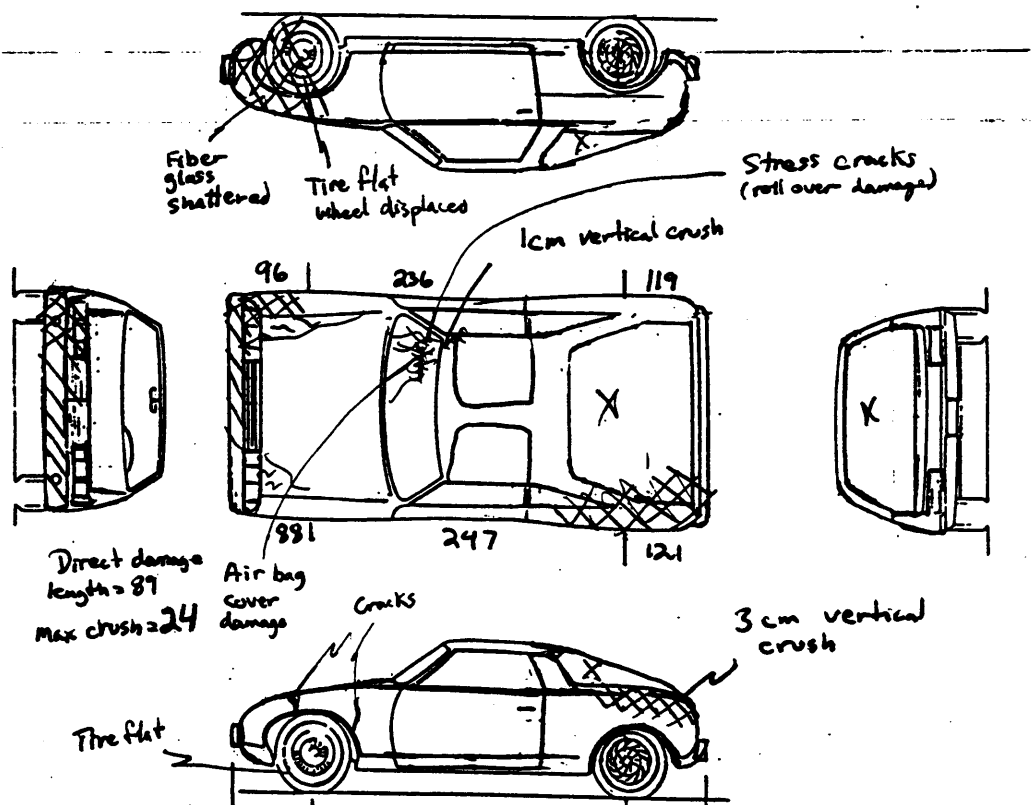 Fiber
glass
shattered
Tire flat
wheel displaced
Stress cracks
(roll over damage)
1cm vertical crush
96
236
119
X
X
X
881
247
121
Direct damage
length = 89
Max crush = 24
Air bag
cover
damage
Cracks
3 cm vertical
crush
X
Tire flat